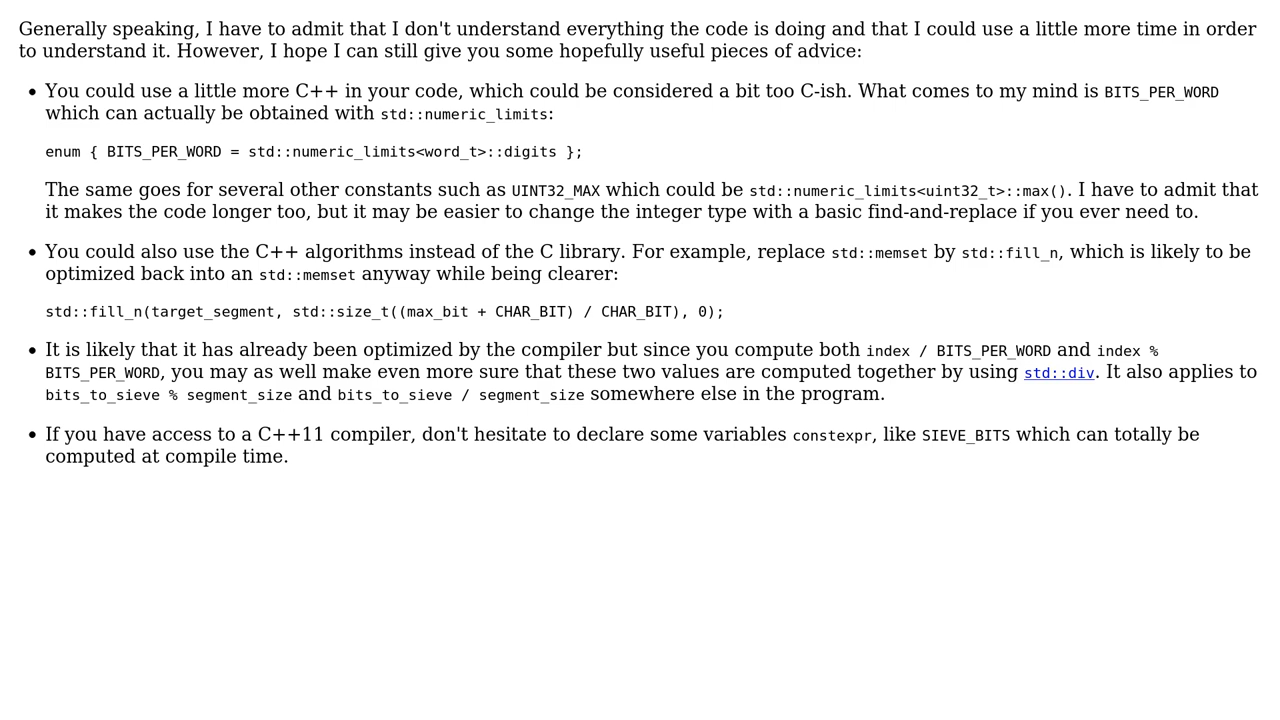 Generally speaking, I have to admit that I don't understand everything the code is doing and that I could use a little more time in order
to understand it. However, I hope I can still give you some hopefully useful pieces of advice:
You could use a little more C++ in your code, which could be considered a bit too C-ish. What comes to my mind is BITS_PER_WORD
which can actually be obtained with std::numeric_limits:
enum { BITS_PER_WORD = std::numeric_limits<word_t>::digits };
The same goes for several other constants such as UINT32_MAX which could be std::numeric_limits<uint32_t>::max(). I have to admit that
it makes the code longer too, but it may be easier to change the integer type with a basic find-and-replace if you ever need to.
You could also use the C++ algorithms instead of the C library. For example, replace std::memset by std::fill_n, which is likely to be
optimized back into an std::memset anyway while being clearer:
std::fill_n(target_segment, std::size_t((max_bit + CHAR_BIT) / CHAR_BIT), 0);
It is likely that it has already been optimized by the compiler but since you compute both index / BITS_PER_WORD and index %
BITS_PER_WORD, you may as well make even more sure that these two values are computed together by using std::div. It also applies to
bits_to_sieve % segment_size and bits_to_sieve / segment_size somewhere else in the program.
If you have access to a C++11 compiler, don't hesitate to declare some variables constexpr, like SIEVE_BITS which can totally be
computed at compile time.